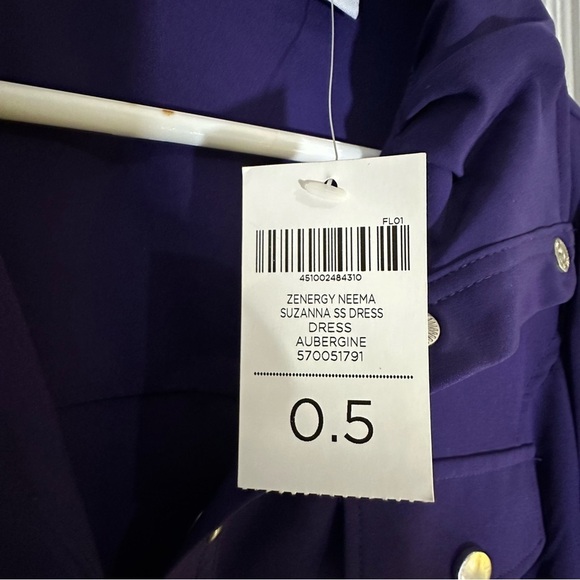 FL01
451002484310
ZENERGY NEEMA
SUZANNA SS DRESS
DRESS
AUBERGINE
570051791
0.5